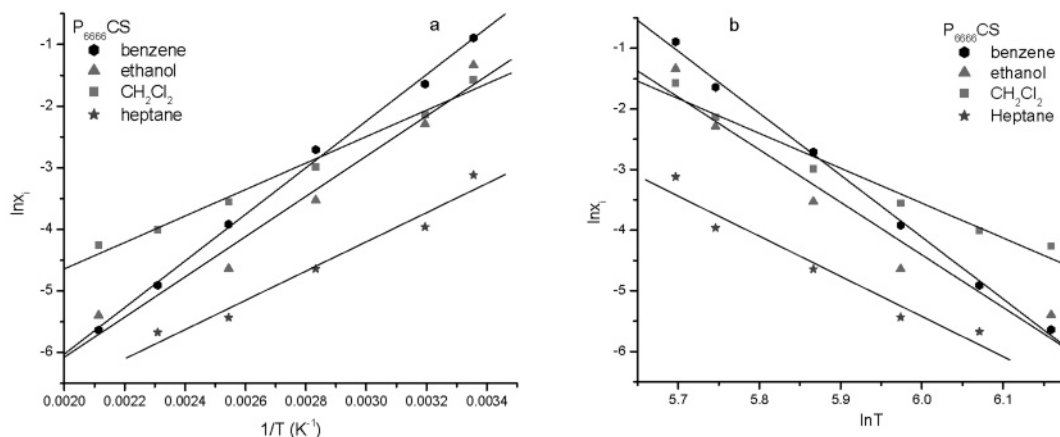 P₆₆₆₆CS
benzene
ethanol
CH₂Cl₂
heptane
a
-1
-2
-3
-4
-5
-6
lnxᵢ
0.0020 0.0022 0.0024 0.0026 0.0028 0.0030 0.0032 0.0034
1/T (K⁻¹)
b
P₆₆₆₆CS
benzene
ethanol
CH₂Cl₂
Heptane
-1
-2
-3
-4
-5
-6
lnxᵢ
5.7 5.8 5.9 6.0 6.1
lnT